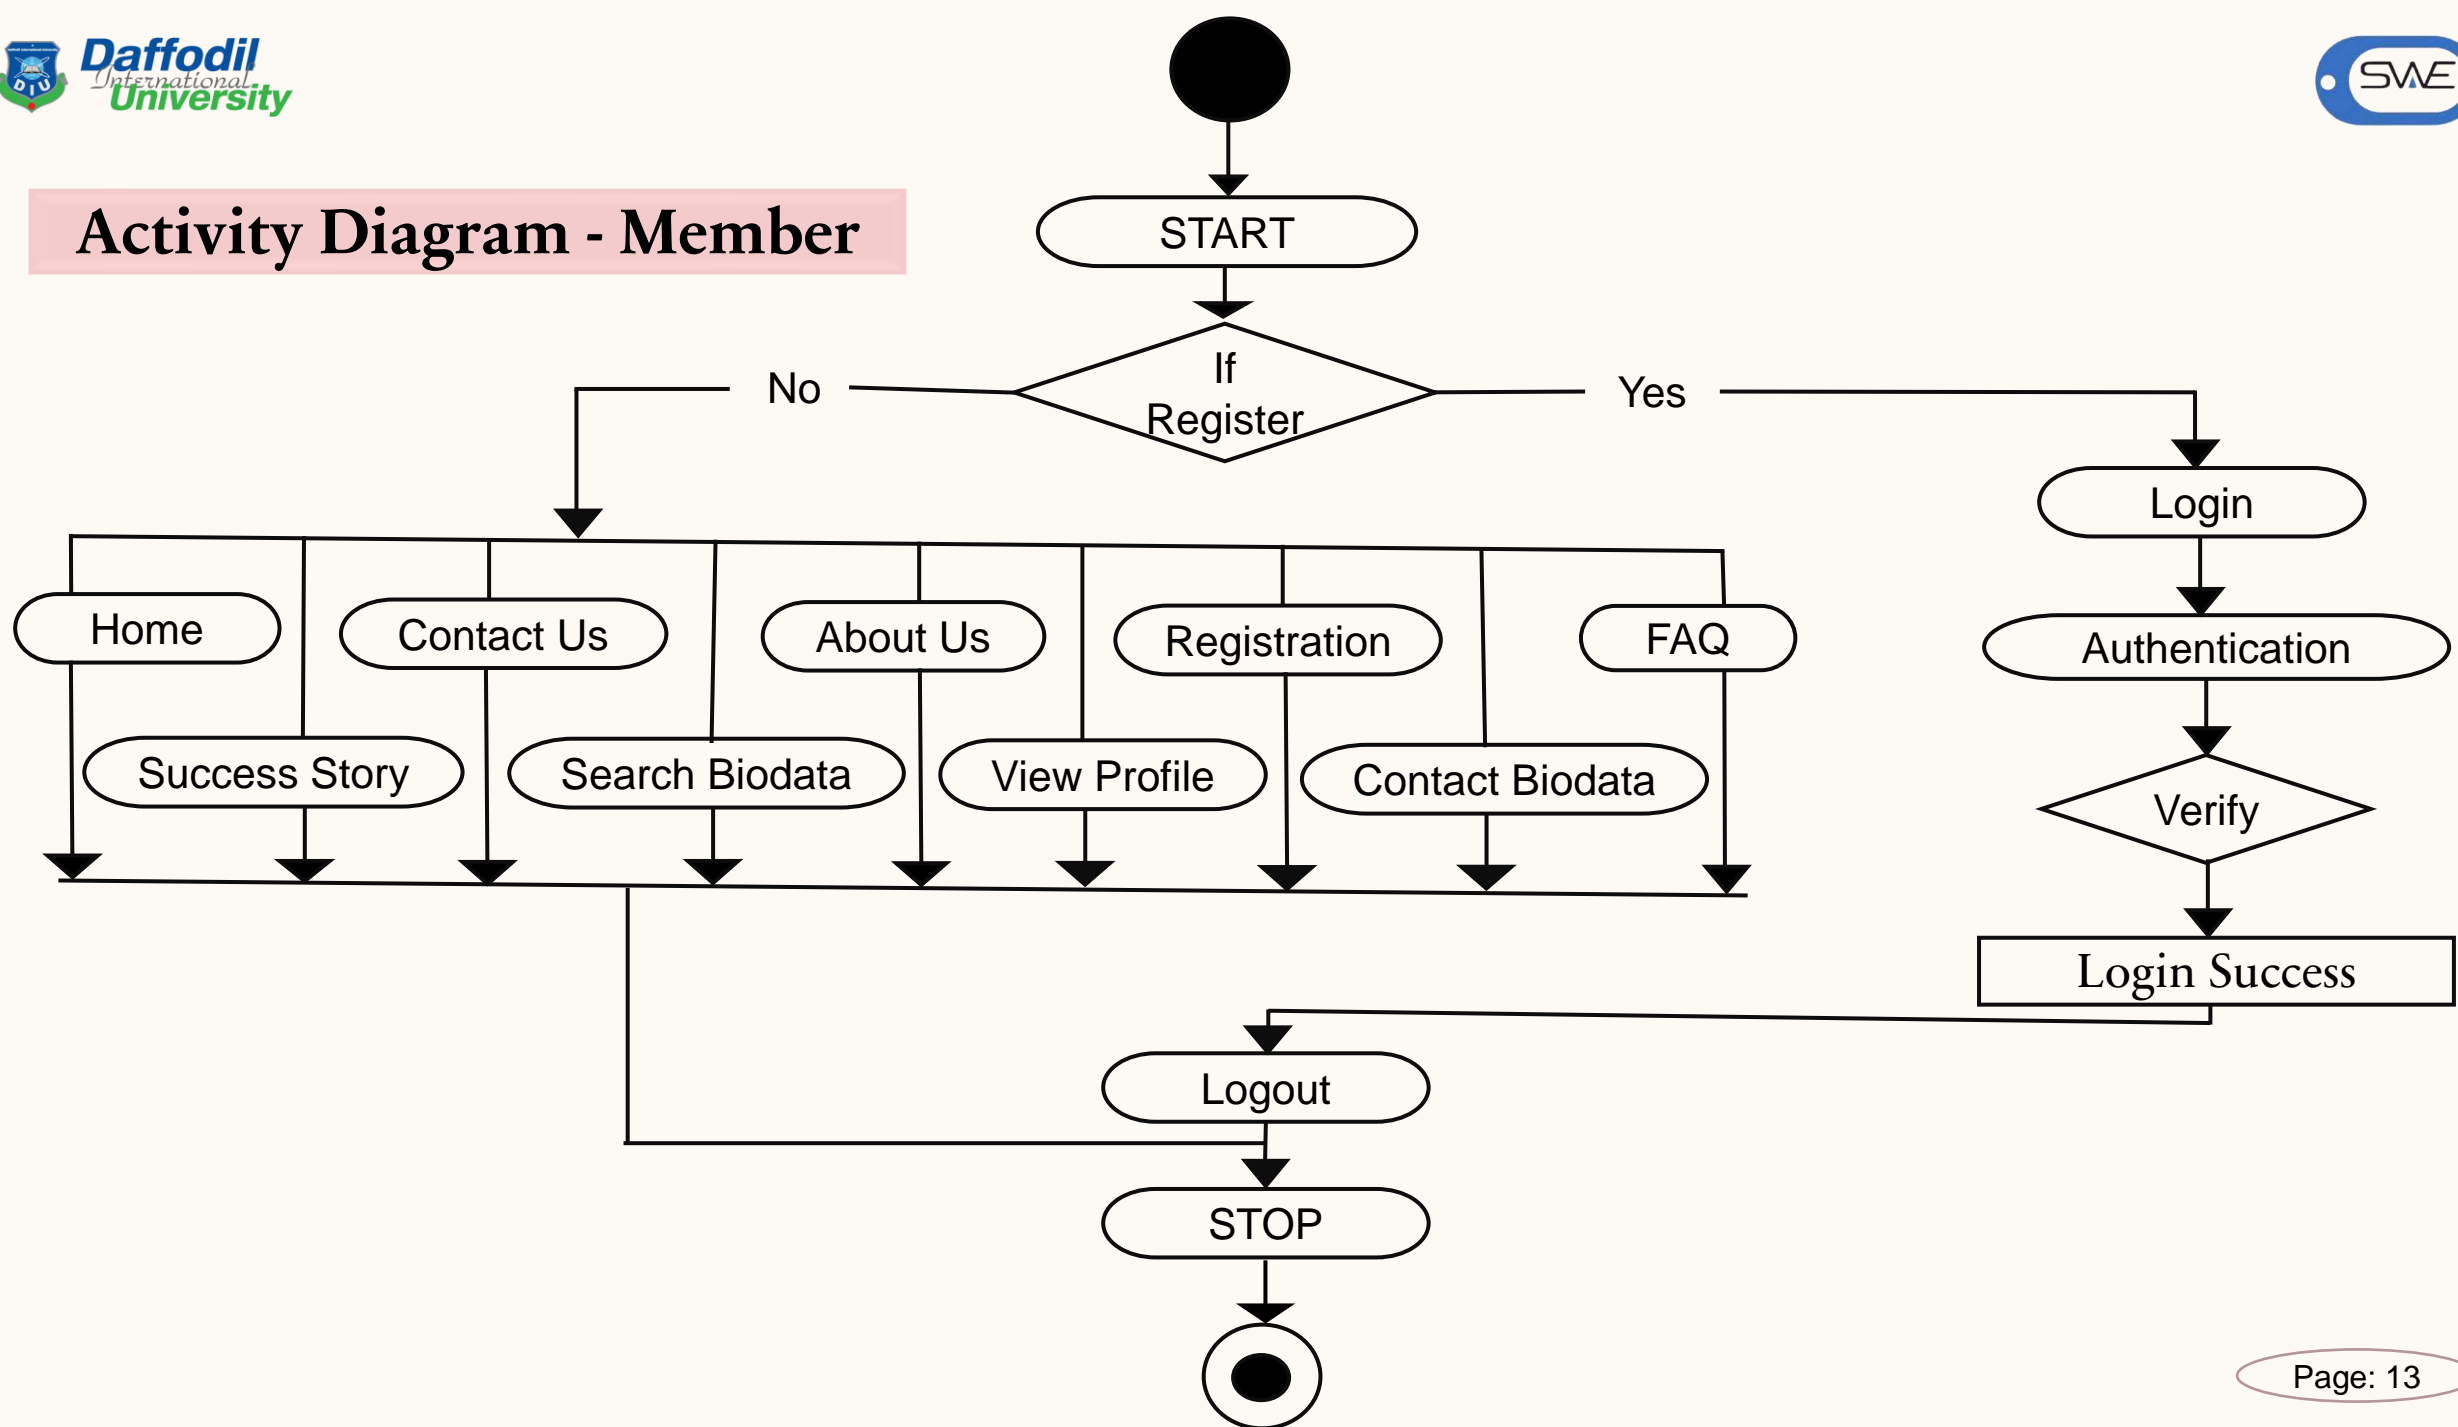 Daffodil
International
University
DIU
SWE
Activity Diagram - Member
START
If
Register
No
Yes
Login
Home
Contact Us
About Us
Registration
FAQ
Authentication
Success Story
Search Biodata
View Profile
Contact Biodata
Verify
Login Success
Logout
STOP
Page: 13